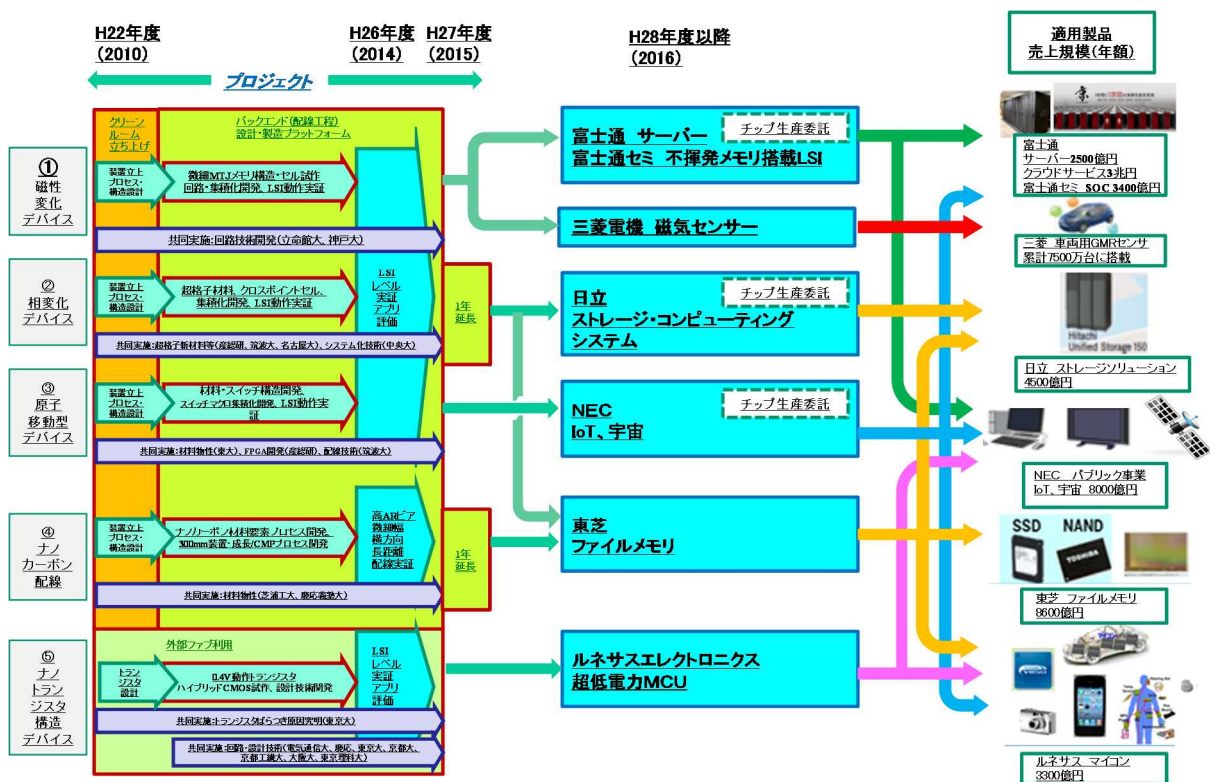 H22年度
(2010)
H26年度
(2014)
H27年度
(2015)
H28年度以降
(2016)
適用製品
売上規模(年額)
プロジェクト
クリーン
ルーム
立ち上げ
バックエンド(配線工程)
設計・製造プラットフォーム
①
磁性
変化
デバイス
装置立上
プロセス・
構造設計
微細MTJメモリ構造・セル試作
回路・集積化開発、LSI動作実証
共同実施:回路技術開発(立命館大、神戸大)
②
相変化
デバイス
装置立上
プロセス・
構造設計
超格子材料、クロスポイントセル、
集積化開発、LSI動作実証
共同実施:超格子新材料等(産総研、筑波大、名古屋大)、システム化技術(中央大)
LSI
レベル
実証
アプリ
評価
1年
延長
③
原子
移動型
デバイス
装置立上
プロセス・
構造設計
材料・スイッチ構造開発、
スイッチマクロ集積化開発、LSI動作実
証
共同実施:材料物性(東大)、FPGA開発(産総研)、配線技術(筑波大)
④
ナノ
カーボン
配線
装置立上
プロセス・
構造設計
ナノカーボン材料要素プロセス開発、
300mm装置・成長/CMPプロセス開発
共同実施:材料物性(芝浦工大、慶応義塾大)
高ARビア
微細幅
横方向
長距離
配線実証
1年
延長
⑤
ナノ
トラン
ジスタ
構造
デバイス
外部ファブ利用
トラン
ジスタ
設計
0.4V動作トランジスタ
ハイブリッドCMOS試作、設計技術開発
LSI
レベル
実証
アプリ
評価
共同実施:トランジスタばらつき原因究明(東京大)
共同実施:回路・設計技術(電気通信大、慶応、東京大、京都大、
京都工繊大、大阪大、東京理科大)
富士通 サーバー
チップ生産委託
富士通セミ 不揮発メモリ搭載LSI
三菱電機 磁気センサー
日立
チップ生産委託
ストレージ・コンピューティング
システム
NEC
チップ生産委託
IoT、宇宙
東芝
ファイルメモリ
ルネサスエレクトロニクス
超低電力MCU
京
富士通
サーバー2500億円
クラウドサービス3兆円
富士通セミ SOC 3400億円
三菱 車両用GMRセンサ
累計7500万台に搭載
Hitachi
Unified Storage 150
日立 ストレージソリューション
4500億円
NEC パブリック事業
IoT、宇宙 8000億円
SSD NAND
TOSHIBA
東芝 ファイルメモリ
8600億円
ルネサス マイコン
3300億円